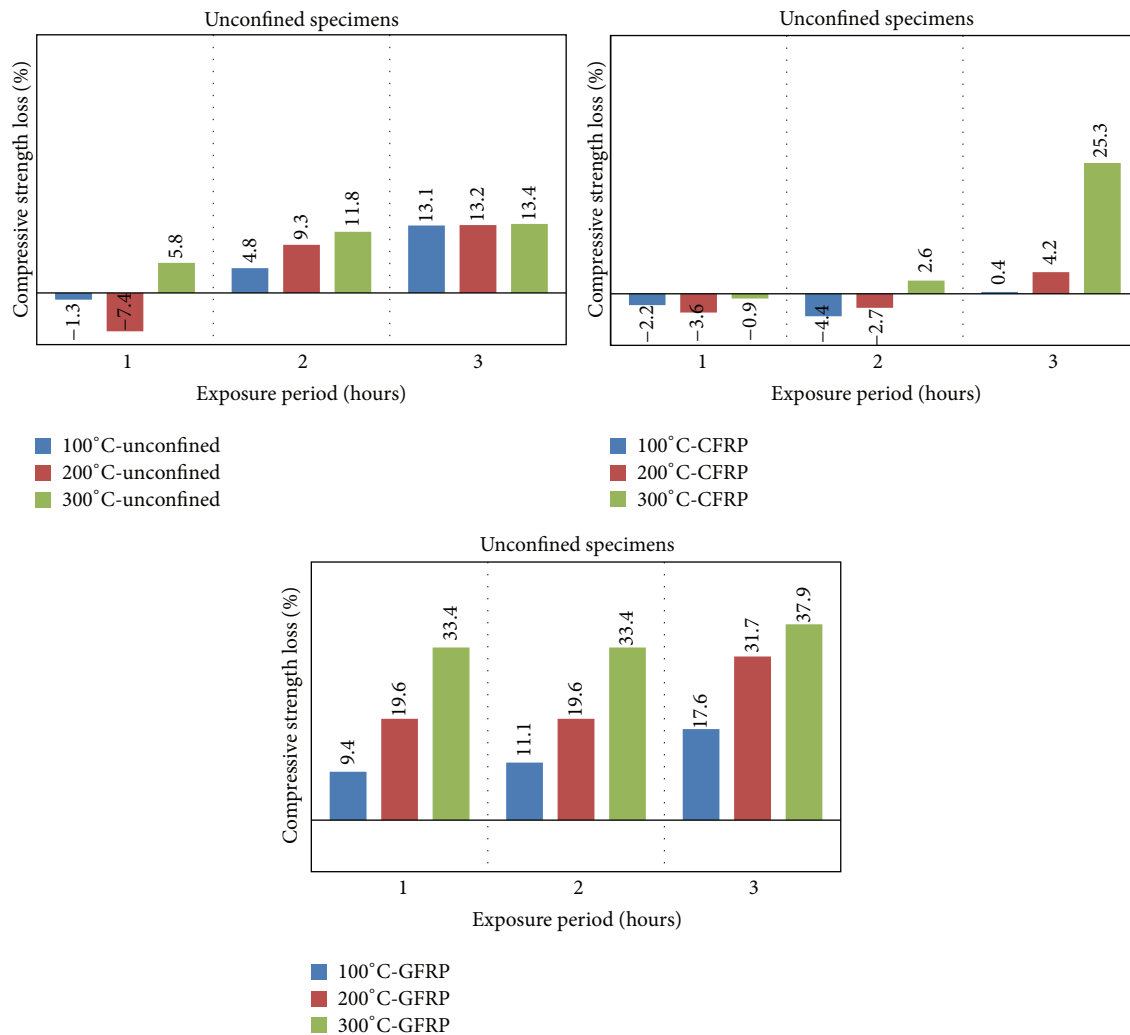 Unconfined specimens
Compressive strength loss (%)
−1.3
−7.4
5.8
4.8
9.3
11.8
13.1
13.2
13.4
1
2
3
Exposure period (hours)
100°C-unconfined
200°C-unconfined
300°C-unconfined
Unconfined specimens
Compressive strength loss (%)
−2.2
−3.6
−0.9
−4.4
−2.7
2.6
0.4
4.2
25.3
1
2
3
Exposure period (hours)
100°C-CFRP
200°C-CFRP
300°C-CFRP
Unconfined specimens
Compressive strength loss (%)
9.4
19.6
33.4
11.1
19.6
33.4
17.6
31.7
37.9
1
2
3
Exposure period (hours)
100°C-GFRP
200°C-GFRP
300°C-GFRP